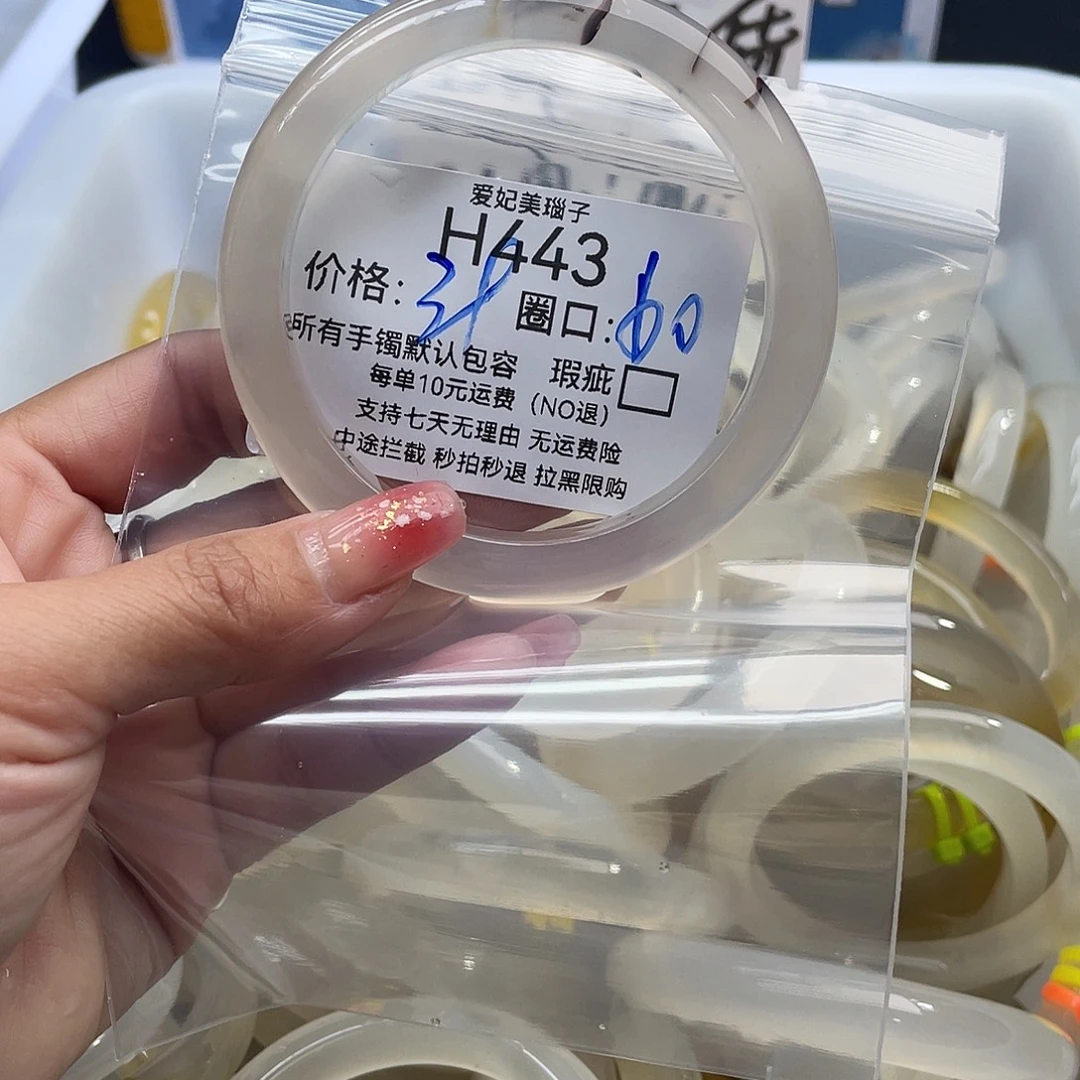 货
爱妃美瑙子
H443
价格: 39 圈口: 60
所有手镯默认包容 瑕疵
每单10元运费 (NO退)
支持七天无理由 无运费险
中途拦截 秒拍秒退 拉黑限购